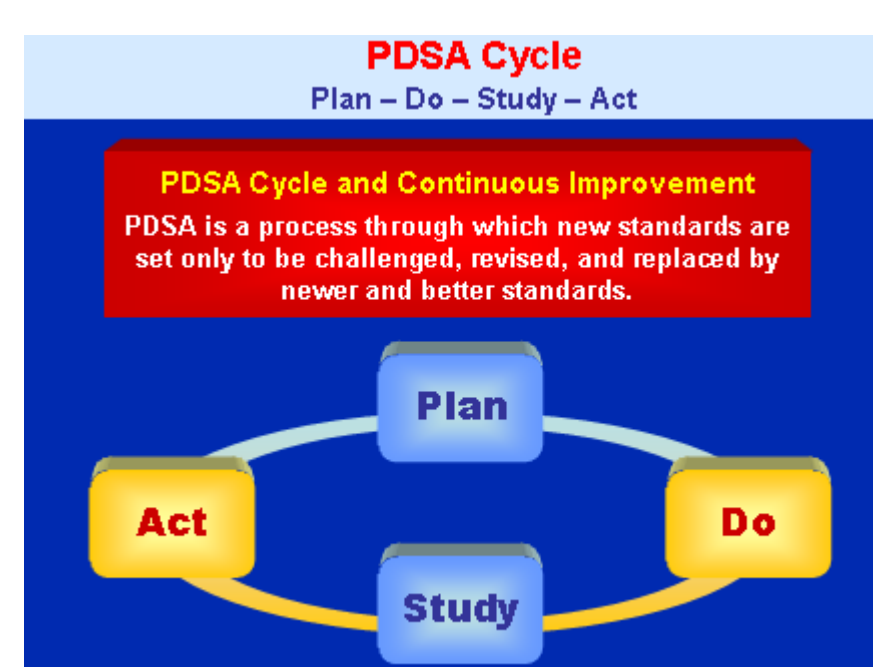 PDSA Cycle
Plan – Do – Study – Act
PDSA Cycle and Continuous Improvement
PDSA is a process through which new standards are
set only to be challenged, revised, and replaced by
newer and better standards.
Plan
Act
Do
Study